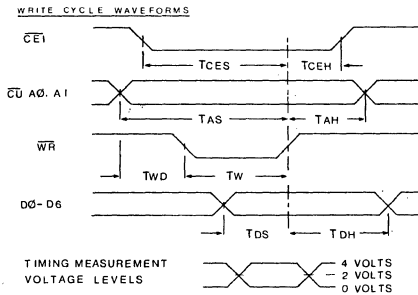 WRITE CYCLE WAVEFORMS
CE1
TCES
TCEH
CU AØ. A1
TAS
TAH
WR
TWD
TW
DØ-D6
TDS
TDH
TIMING MEASUREMENT
VOLTAGE LEVELS
4 VOLTS
2 VOLTS
0 VOLTS